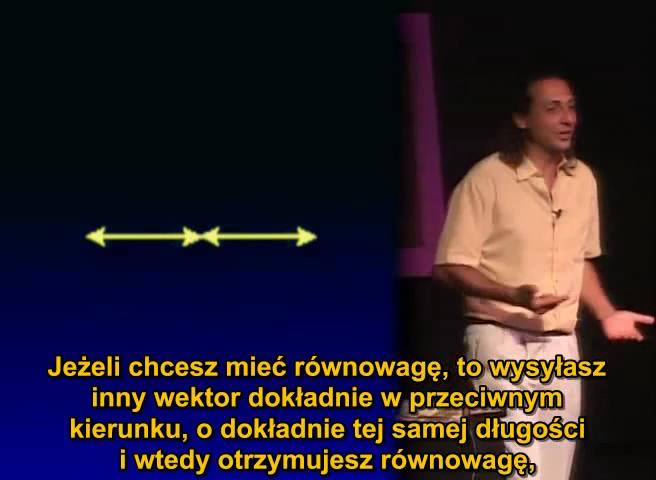 Jeżeli chcesz mieć równowagę, to wysyłasz
inny wektor dokładnie w przeciwnym
kierunku, o dokładnie tej samej długości
i wtedy otrzymujesz równowagę,